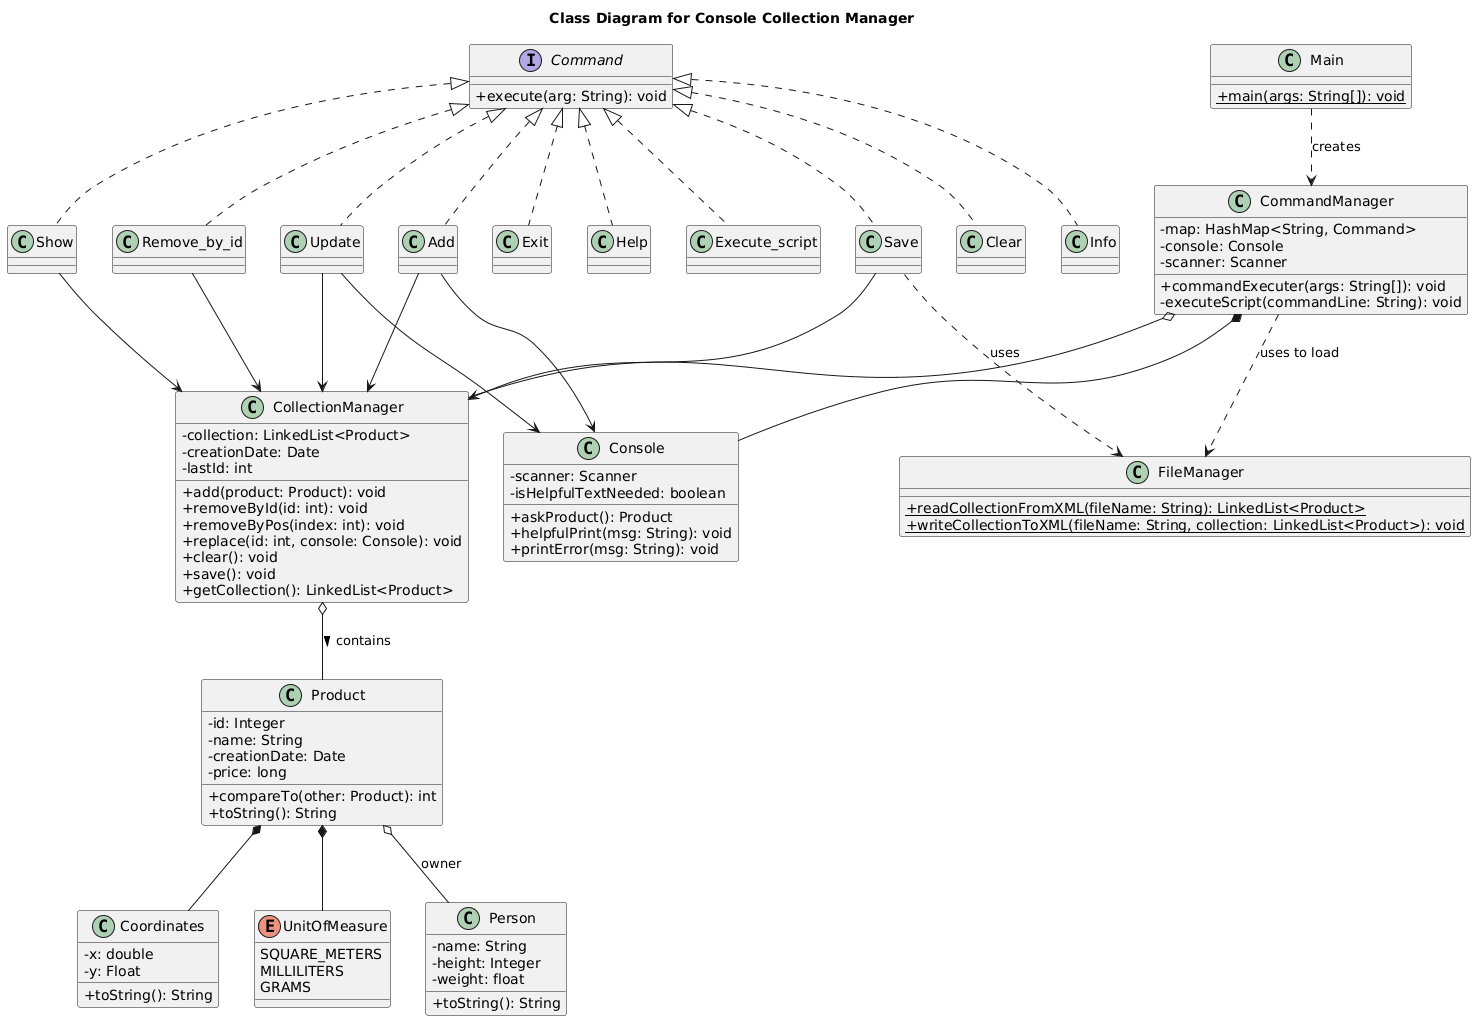 Class Diagram for Console Collection Manager
I Command
+execute(arg: String): void
C Main
+main(args: String[]): void
creates
C Show
C Remove_by_id
C Update
C Add
C Exit
C Help
C Execute_script
C Save
C Clear
C Info
C CommandManager
-map: HashMap<String, Command>
-console: Console
-scanner: Scanner
+commandExecuter(args: String[]): void
-executeScript(commandLine: String): void
uses
uses to load
C CollectionManager
-collection: LinkedList<Product>
-creationDate: Date
-lastId: int
+add(product: Product): void
+removeById(id: int): void
+removeByPos(index: int): void
+replace(id: int, console: Console): void
+clear(): void
+save(): void
+getCollection(): LinkedList<Product>
C Console
-scanner: Scanner
-isHelpfulTextNeeded: boolean
+askProduct(): Product
+helpfulPrint(msg: String): void
+printError(msg: String): void
C FileManager
+readCollectionFromXML(fileName: String): LinkedList<Product>
+writeCollectionToXML(fileName: String, collection: LinkedList<Product>): void
contains
C Product
-id: Integer
-name: String
-creationDate: Date
-price: long
+compareTo(other: Product): int
+toString(): String
owner
C Coordinates
-x: double
-y: Float
+toString(): String
E UnitOfMeasure
SQUARE_METERS
MILLILITERS
GRAMS
C Person
-name: String
-height: Integer
-weight: float
+toString(): String